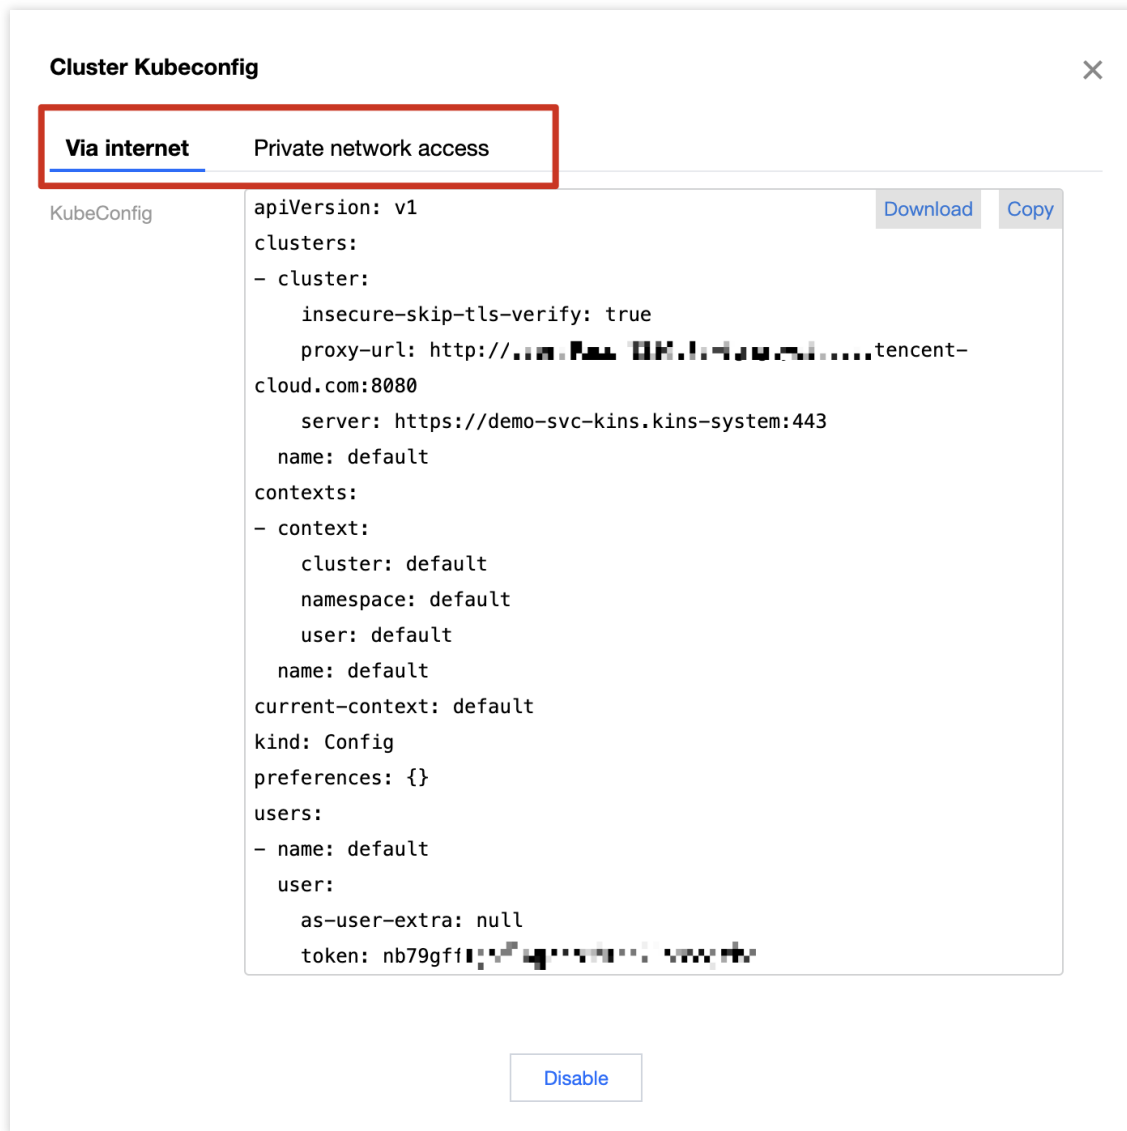 Cluster Kubeconfig
Via internet Private network access
KubeConfig
Download Copy
apiVersion: v1
clusters:
- cluster:
    insecure-skip-tls-verify: true
    proxy-url: http:// tencent-
cloud.com:8080
    server: https://demo-svc-kins.kins-system:443
  name: default
contexts:
- context:
    cluster: default
    namespace: default
    user: default
  name: default
current-context: default
kind: Config
preferences: {}
users:
- name: default
  user:
    as-user-extra: null
    token: nb79gff
Disable